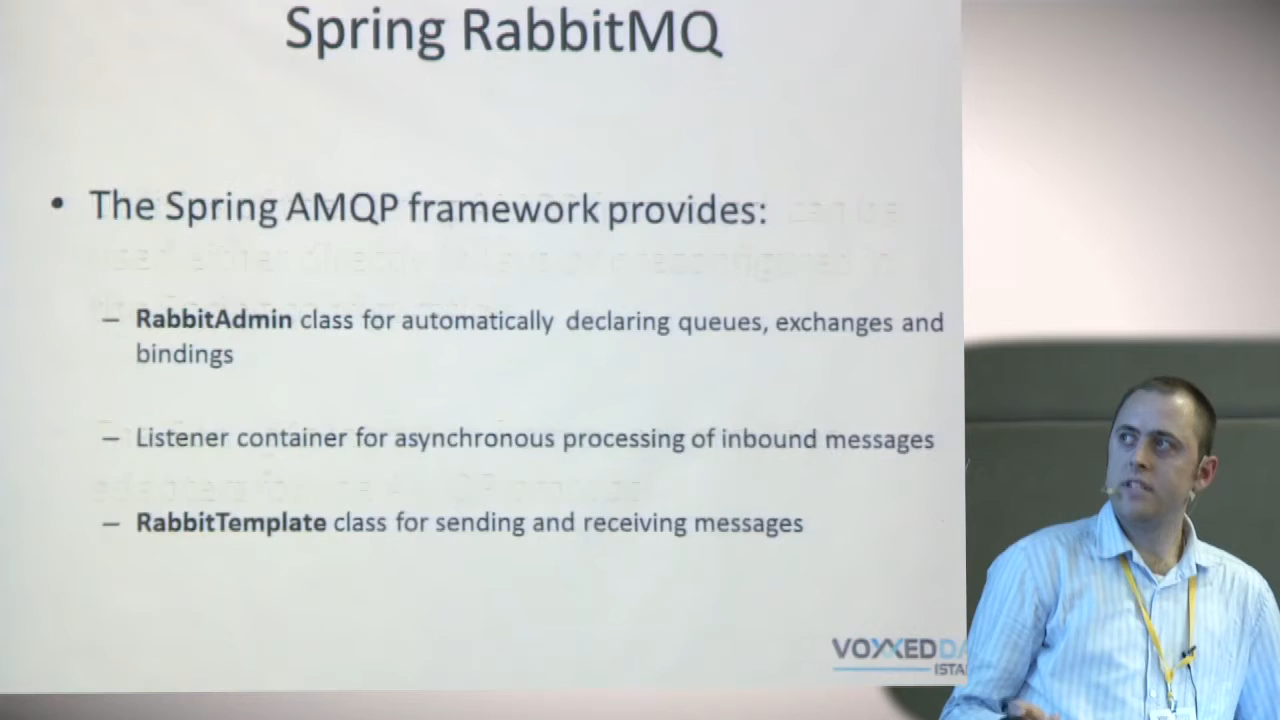 Spring RabbitMQ
• The Spring AMQP framework provides:
– RabbitAdmin class for automatically declaring queues, exchanges and
bindings
– Listener container for asynchronous processing of inbound messages
– RabbitTemplate class for sending and receiving messages
VOXXED DA
ISTA